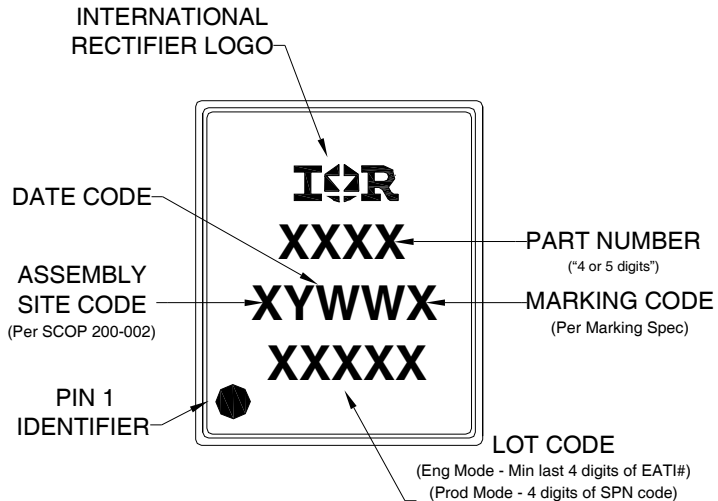 INTERNATIONAL
RECTIFIER LOGO
IOR
DATE CODE
XXXX
PART NUMBER
("4 or 5 digits")
ASSEMBLY
SITE CODE
(Per SCOP 200-002)
XYWWX
MARKING CODE
(Per Marking Spec)
XXXXX
PIN 1
IDENTIFIER
LOT CODE
(Eng Mode - Min last 4 digits of EATI#)
(Prod Mode - 4 digits of SPN code)